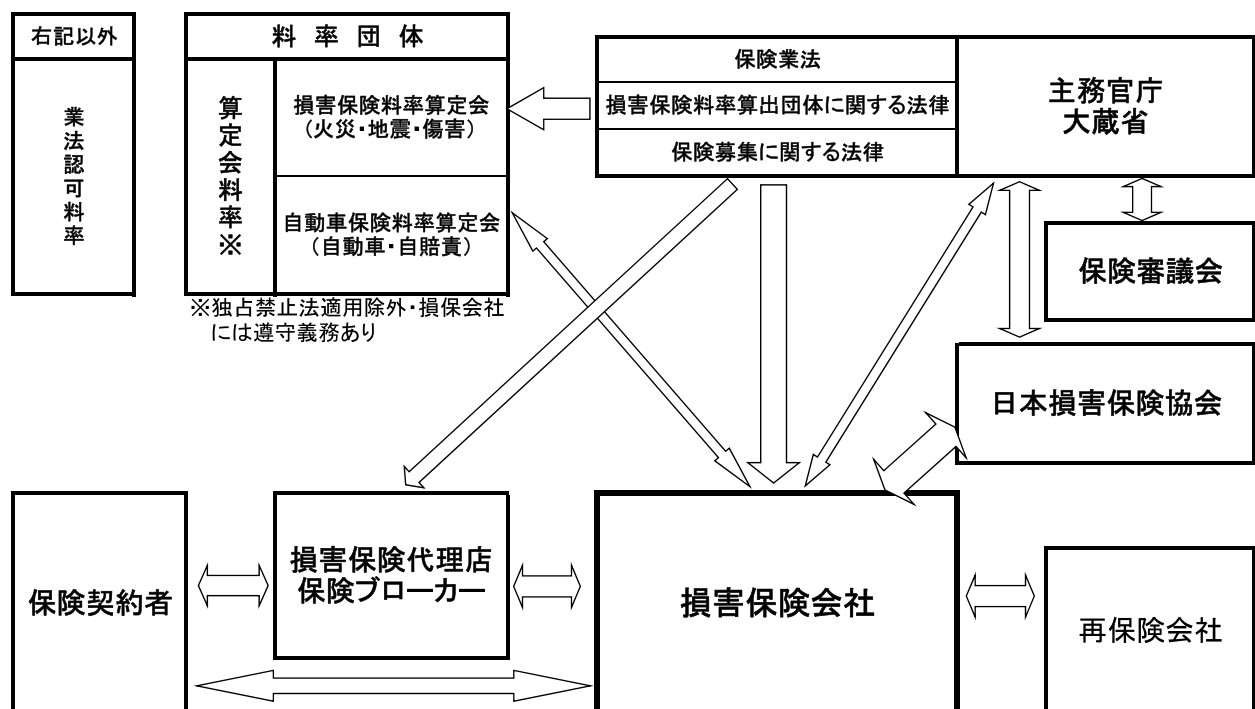 右記以外
業法認可料率
料率団体
算定会料率※
損害保険料率算定会
（火災・地震・傷害）
自動車保険料率算定会
（自動車・自賠責）
※独占禁止法適用除外・損保会社
には遵守義務あり
保険業法
損害保険料率算出団体に関する法律
保険募集に関する法律
主務官庁
大蔵省
保険審議会
日本損害保険協会
保険契約者
損害保険代理店
保険ブローカー
損害保険会社
再保険会社